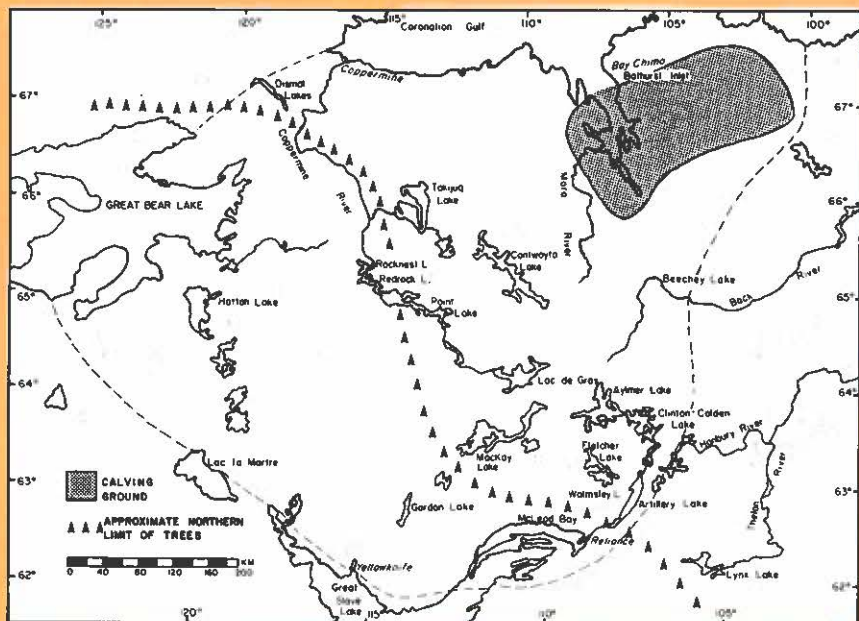 125° 120° 115° 110° 105° 100°
Coronation Gulf
Coppermine
Bay Chimo
Bathurst Inlet
Dismal
Lakes
67° 67°
Coppermine
River
Takijuq
Lake
Mara
River
66° 66°
GREAT BEAR LAKE
Contwoyto
Lake
Rocknest L.
Redrock L.
Beechey Lake
Back River
65° 65°
Hottah Lake
Point
Lake
Lac de Gras
Aylmer Lake
64° 64°
Clinton-Colden
Lake
Hanbury River
Lac la Martre
MacKay
Lake
Fletcher
Lake
63° 63°
CALVING
GROUND
Gordon Lake
Walmsley L.
Artillery Lake
Thelon
River
APPROXIMATE NORTHERN
LIMIT OF TREES
McLeod Bay
Reliance
KM
0 40 80 120 160 200
Yellowknife
Lynx Lake
62° 62°
Great
Slave
Lake
120° 115° 110° 105°